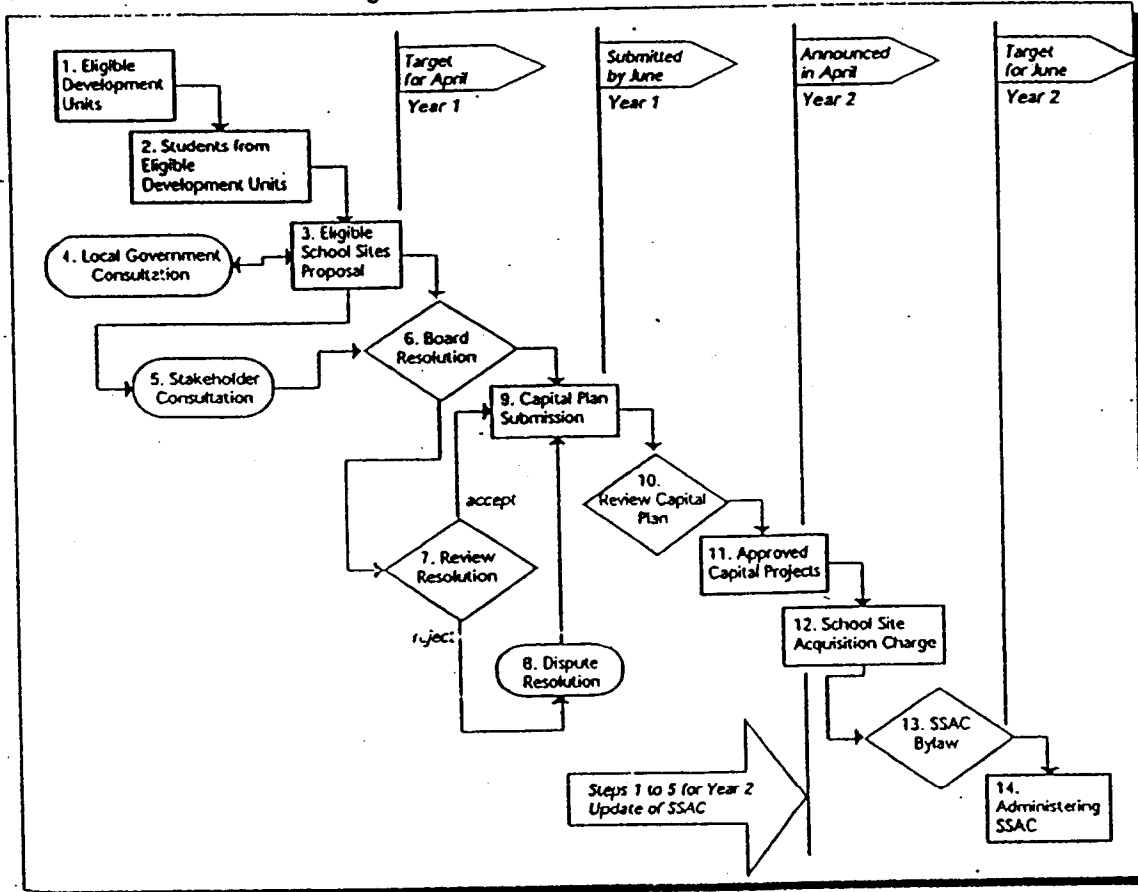 Target
for April
Year 1
Submitted
by June
Year 1
Announced
in April
Year 2
Target
for June
Year 2
1. Eligible
Development
Units
2. Students from
Eligible
Development Units
3. Eligible
School Sites
Proposal
4. Local Government
Consultation
5. Stakeholder
Consultation
6. Board
Resolution
9. Capital Plan
Submission
10.
Review Capital
Plan
accept
7. Review
Resolution
reject
8. Dispute
Resolution
11. Approved
Capital Projects
12. School Site
Acquisition Charge
13. SSAC
Bylaw
14.
Administering
SSAC
Steps 1 to 5 for Year 2
Update of SSAC